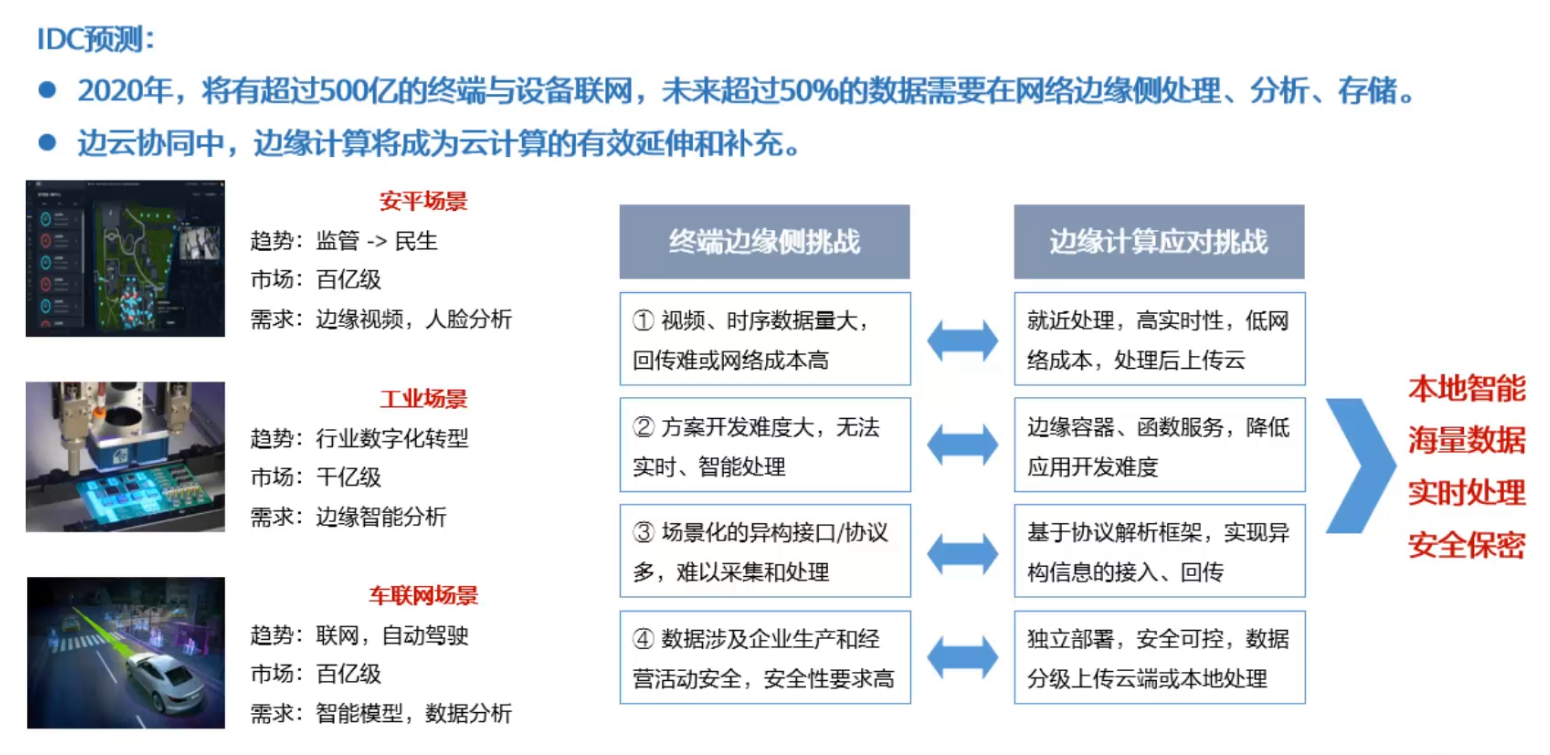 IDC预测：
● 2020年，将有超过500亿的终端与设备联网，未来超过50%的数据需要在网络边缘侧处理、分析、存储。
● 边云协同中，边缘计算将成为云计算的有效延伸和补充。
安平场景
趋势：监管 -> 民生
市场：百亿级
需求：边缘视频，人脸分析
工业场景
趋势：行业数字化转型
市场：千亿级
需求：边缘智能分析
车联网场景
趋势：联网，自动驾驶
市场：百亿级
需求：智能模型，数据分析
终端边缘侧挑战
① 视频、时序数据量大，
回传难或网络成本高
② 方案开发难度大，无法
实时、智能处理
③ 场景化的异构接口/协议
多，难以采集和处理
④ 数据涉及企业生产和经
营活动安全，安全性要求高
边缘计算应对挑战
就近处理，高实时性，低网
络成本，处理后上传云
边缘容器、函数服务，降低
应用开发难度
基于协议解析框架，实现异
构信息的接入、回传
独立部署，安全可控，数据
分级上传云端或本地处理
本地智能
海量数据
实时处理
安全保密